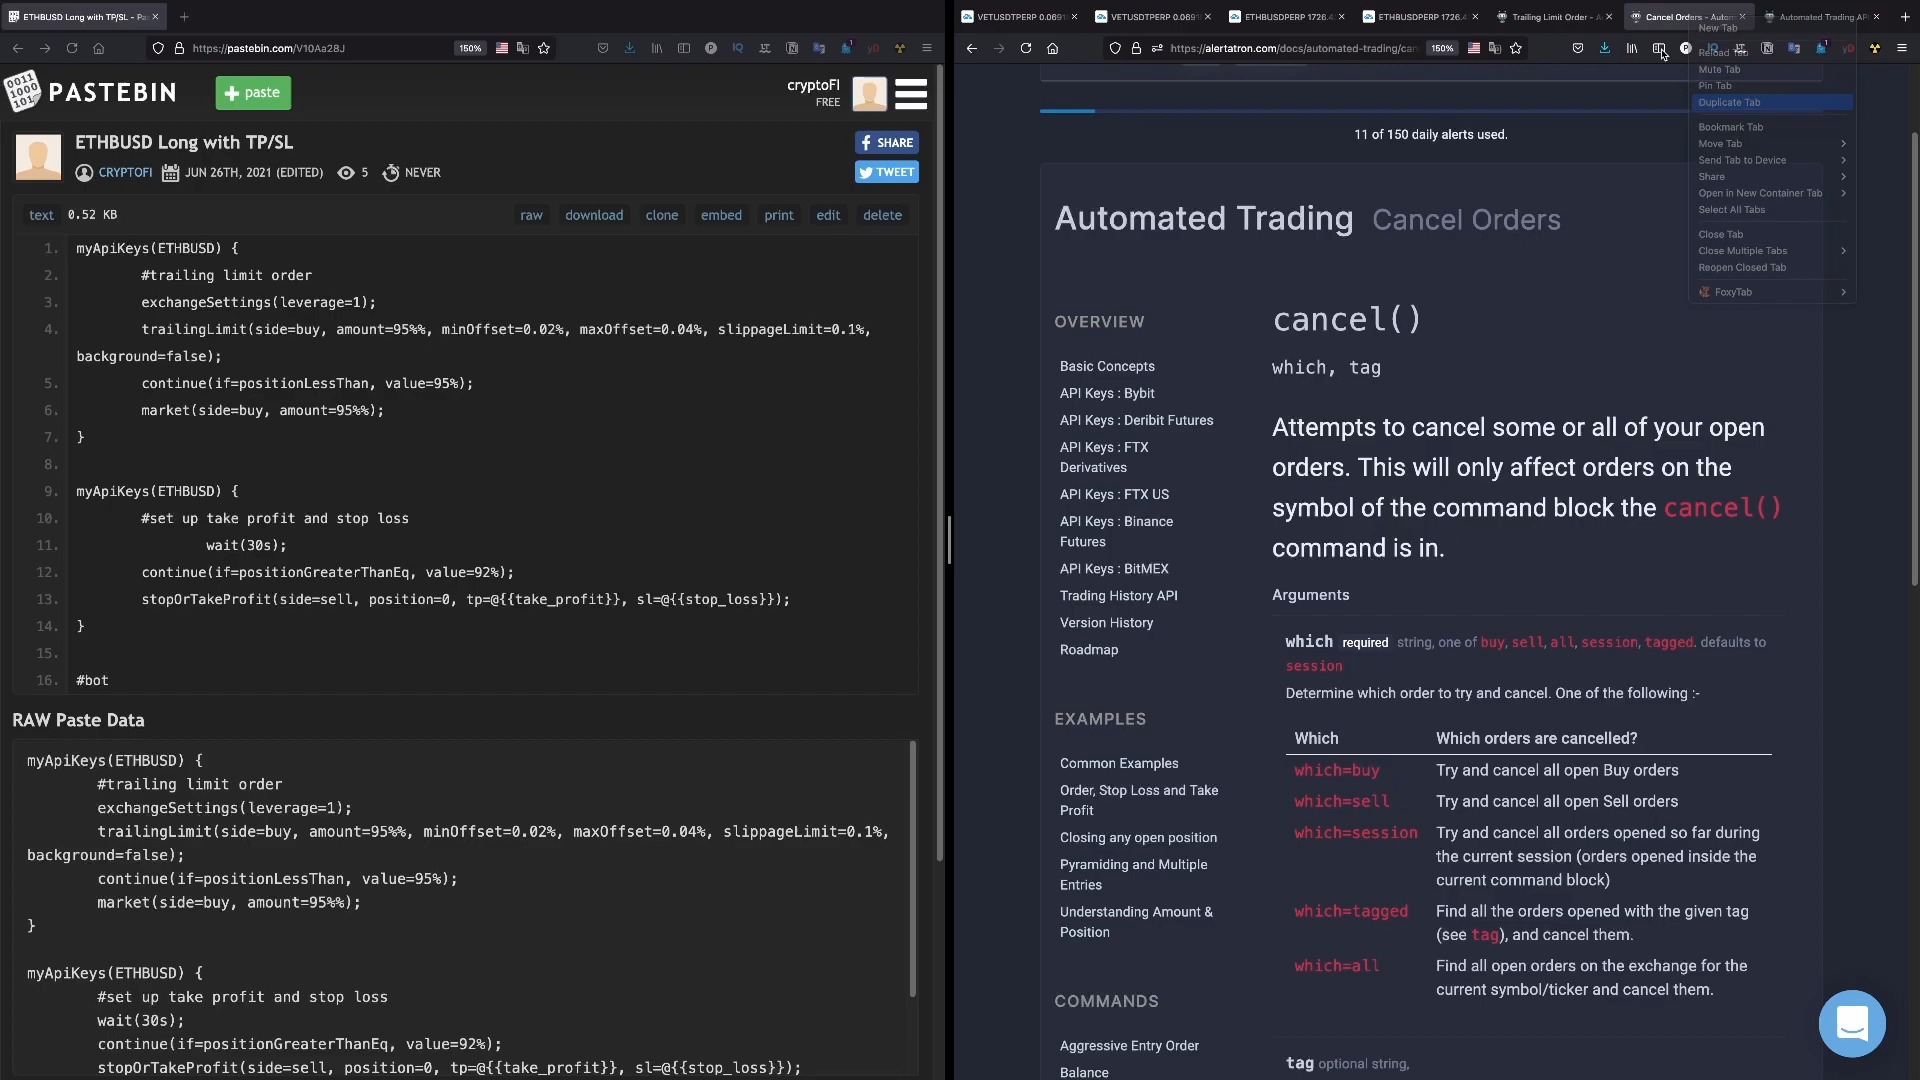 ETHBUSD Long with TP/SL - Pa
https://pastebin.com/V10Aa28J
150%
0011
1000
101
PASTEBIN
paste
cryptoFI
FREE
ETHBUSD Long with TP/SL
SHARE
CRYPTOFI
JUN 26TH, 2021 (EDITED)
5
NEVER
TWEET
text
0.52 KB
raw
download
clone
embed
print
edit
delete
1. myApiKeys(ETHBUSD) {
2. #trailing limit order
3. exchangeSettings(leverage=1);
4. trailingLimit(side=buy, amount=95%%, minOffset=0.02%, maxOffset=0.04%, slippageLimit=0.1%,
background=false);
5. continue(if=positionLessThan, value=95%);
6. market(side=buy, amount=95%%);
7. }
8.
9. myApiKeys(ETHBUSD) {
10. #set up take profit and stop loss
11. wait(30s);
12. continue(if=positionGreaterThanEq, value=92%);
13. stopOrTakeProfit(side=sell, position=0, tp=@{{take_profit}}, sl=@{{stop_loss}});
14. }
15.
16. #bot
RAW Paste Data
myApiKeys(ETHBUSD) {
#trailing limit order
exchangeSettings(leverage=1);
trailingLimit(side=buy, amount=95%%, minOffset=0.02%, maxOffset=0.04%, slippageLimit=0.1%,
background=false);
continue(if=positionLessThan, value=95%);
market(side=buy, amount=95%%);
}
myApiKeys(ETHBUSD) {
#set up take profit and stop loss
wait(30s);
continue(if=positionGreaterThanEq, value=92%);
stopOrTakeProfit(side=sell, position=0, tp=@{{take_profit}}, sl=@{{stop_loss}});
VETUSDTPERP 0.0691
VETUSDTPERP 0.0691
ETHBUSDPERP 1726.4
ETHBUSDPERP 1726.4
Trailing Limit Order - A
Cancel Orders - Autom
Automated Trading AP
https://alertatron.com/docs/automated-trading/can
150%
New Tab
Reload Tab
Mute Tab
Pin Tab
Duplicate Tab
Bookmark Tab
Move Tab
Send Tab to Device
Share
Open in New Container Tab
Select All Tabs
Close Tab
Close Multiple Tabs
Reopen Closed Tab
FoxyTab
11 of 150 daily alerts used.
Automated Trading Cancel Orders
OVERVIEW
Basic Concepts
API Keys : Bybit
API Keys : Deribit Futures
API Keys : FTX
Derivatives
API Keys : FTX US
API Keys : Binance
Futures
API Keys : BitMEX
Trading History API
Version History
Roadmap
EXAMPLES
Common Examples
Order, Stop Loss and Take
Profit
Closing any open position
Pyramiding and Multiple
Entries
Understanding Amount &
Position
COMMANDS
Aggressive Entry Order
Balance
cancel()
which, tag
Attempts to cancel some or all of your open
orders. This will only affect orders on the
symbol of the command block the cancel()
command is in.
Arguments
which required string, one of buy, sell, all, session, tagged. defaults to
session
Determine which order to try and cancel. One of the following :-
Which Which orders are cancelled?
which=buy Try and cancel all open Buy orders
which=sell Try and cancel all open Sell orders
which=session Try and cancel all orders opened so far during
the current session (orders opened inside the
current command block)
which=tagged Find all the orders opened with the given tag
(see tag), and cancel them.
which=all Find all open orders on the exchange for the
current symbol/ticker and cancel them.
tag optional string,